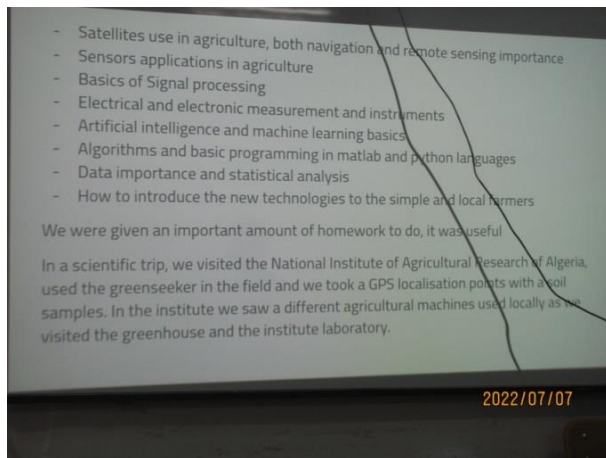 - Satellites use in agriculture, both navigation and remote sensing importance
- Sensors applications in agriculture
- Basics of Signal processing
- Electrical and electronic measurement and instruments
- Artificial intelligence and machine learning basics
- Algorithms and basic programming in matlab and python languages
- Data importance and statistical analysis
- How to introduce the new technologies to the simple and local farmers
We were given an important amount of homework to do, it was useful
In a scientific trip, we visited the National Institute of Agricultural Research of Algeria,
used the greenseeker in the field and we took a GPS localisation points with a soil
samples. In the institute we saw a different agricultural machines used locally as we
visited the greenhouse and the institute laboratory.
2022/07/07